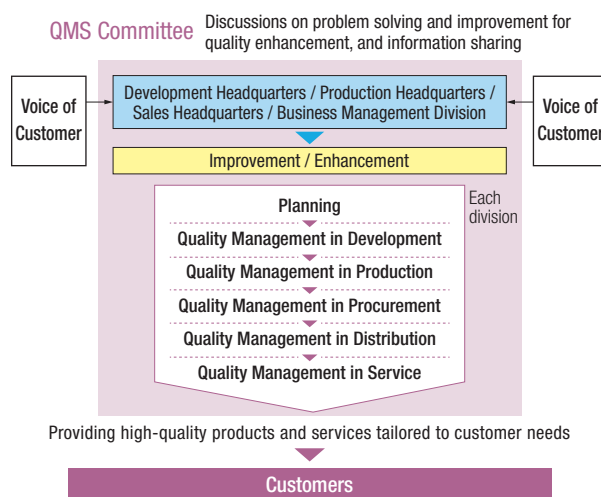 QMS Committee
Discussions on problem solving and improvement for
quality enhancement, and information sharing
Voice of
Customer
Development Headquarters / Production Headquarters /
Sales Headquarters / Business Management Division
Voice of
Customer
Improvement / Enhancement
Each
division
Planning
Quality Management in Development
Quality Management in Production
Quality Management in Procurement
Quality Management in Distribution
Quality Management in Service
Providing high-quality products and services tailored to customer needs
Customers